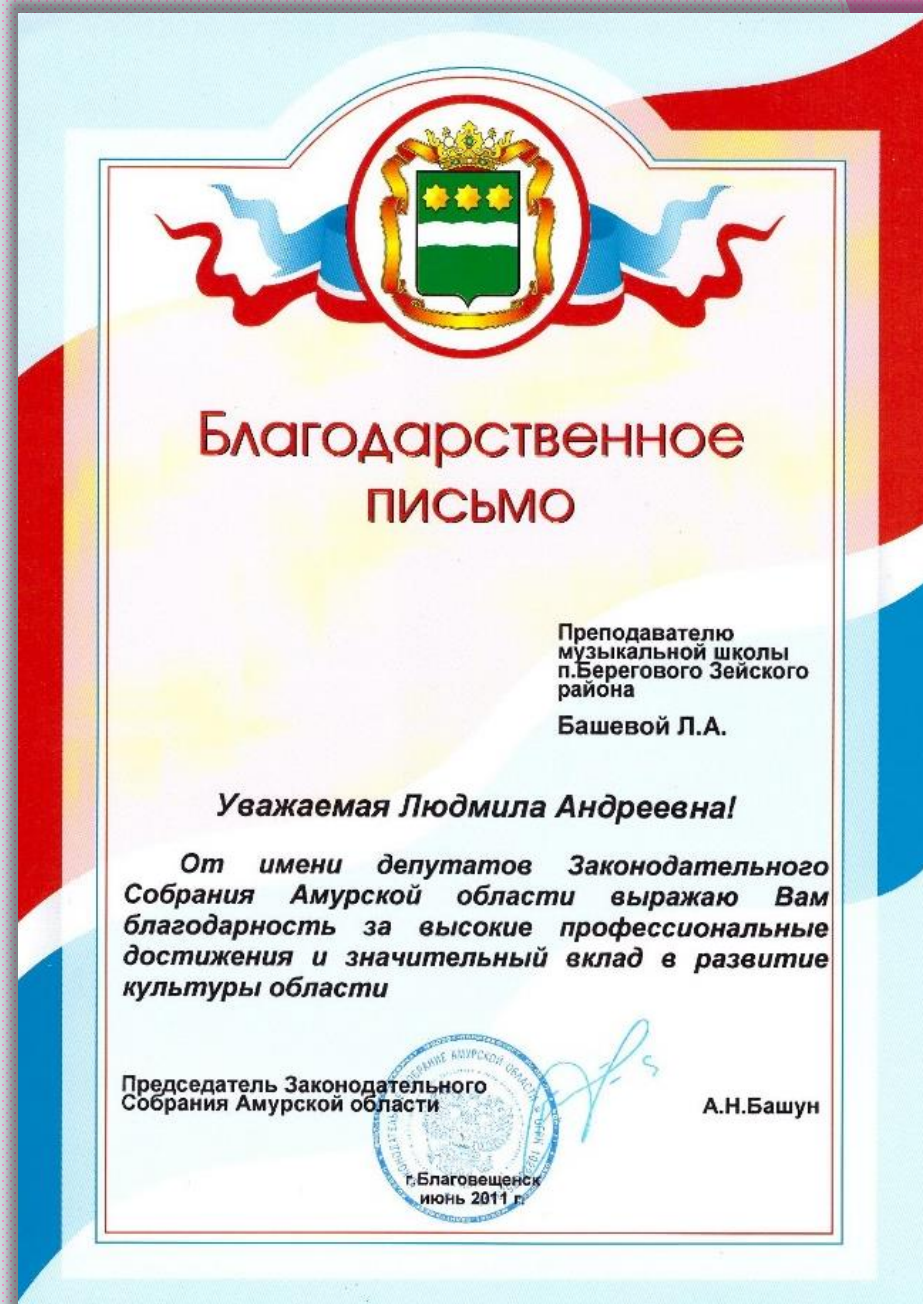 Благодарственное
письмо
Преподавателю
музыкальной школы
п.Берегового Зейского
района
Башевой Л.А.
Уважаемая Людмила Андреевна!
От имени депутатов Законодательного
Собрания Амурской области выражаю Вам
благодарность за высокие профессиональные
достижения и значительный вклад в развитие
культуры области
Председатель Законодательного
Собрания Амурской области
А.Н.Башун
г.Благовещенск
июнь 2011 г.